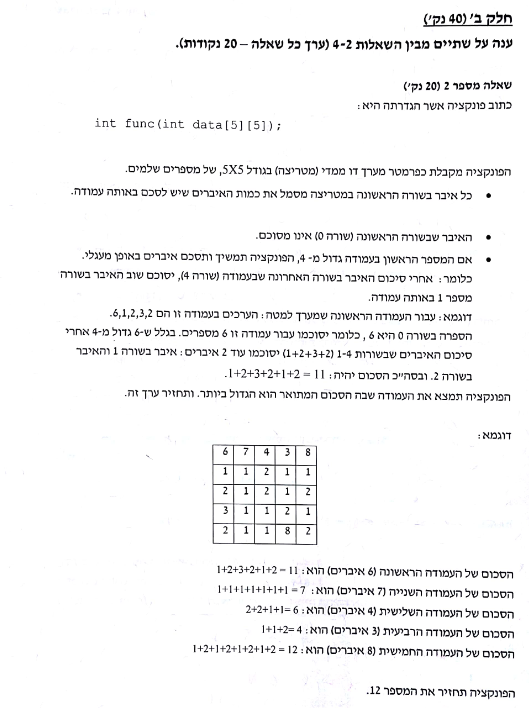 חלק ב' (40 נק')
ענה על שתיים מבין השאלות 4-2 (ערך כל שאלה – 20 נקודות).
שאלה מספר 2 (20 נק')
כתוב פונקציה אשר הגדרתה היא:
int func(int data[5][5]);
הפונקציה מקבלת כפרמטר מערך דו ממדי (מטריצה) בגודל 5X5, של מספרים שלמים.
• כל איבר בשורה הראשונה במטריצה מסמל את כמות האיברים שיש לסכם באותה עמודה.
• האיבר שבשורה הראשונה (שורה 0) אינו מסוכם.
• אם המספר הראשון בעמודה גדול מ- 4, הפונקציה תמשיך ותסכם איברים באופן מעגלי.
כלומר: אחרי סיכום האיבר בשורה האחרונה שבעמודה (שורה 4), יסוכם שוב האיבר בשורה
מספר 1 באותה עמודה.
דוגמא: עבור העמודה הראשונה שמערך למטה: הערכים בעמודה זו הם 6,1,2,3,2.
הספרה בשורה 0 היא 6, כלומר יסוכמו עבור עמודה זו 6 מספרים. בגלל ש-6 גדול מ-4 אחרי
סיכום האיברים שבשורות 1-4 (1+2+3+2) יסוכמו עוד 2 איברים: איבר בשורה 1 והאיבר
בשורה 2. ובסה״כ הסכום יהיה: 11 = 1+2+3+2+1+2.
הפונקציה תמצא את העמודה שבה הסכום המתואר הוא הגדול ביותר. ותחזיר ערך זה.
דוגמא:
6 7 4 3 8
1 1 2 1 1
2 1 2 1 2
3 1 1 2 1
2 1 1 8 2
הסכום של העמודה הראשונה (6 איברים) הוא: 11 = 1+2+3+2+1+2
הסכום של העמודה השנייה (7 איברים) הוא: 7 = 1+1+1+1+1+1+1
הסכום של העמודה השלישית (4 איברים) הוא: 6 =2+2+1+1
הסכום של העמודה הרביעית (3 איברים) הוא: 4 =1+1+2
הסכום של העמודה החמישית (8 איברים) הוא: 12 = 1+2+1+2+1+2+1+2
הפונקציה תחזיר את המספר 12.